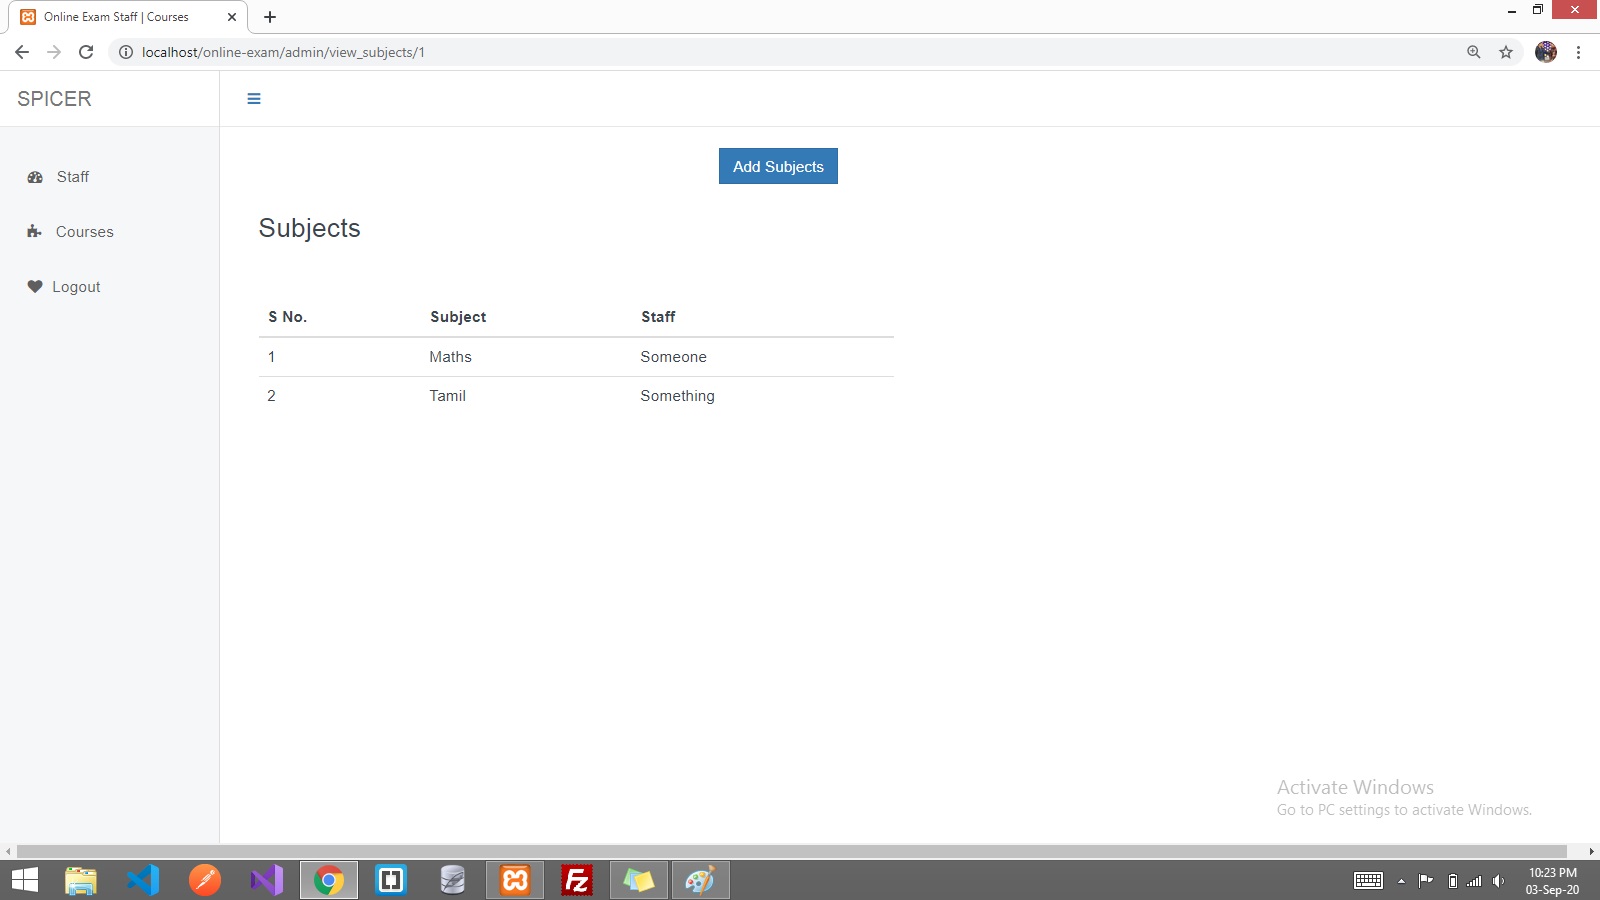 Online Exam Staff | Courses
localhost/online-exam/admin/view_subjects/1
SPICER
Staff
Courses
Logout
Add Subjects
Subjects
S No. Subject Staff
1 Maths Someone
2 Tamil Something
Activate Windows
Go to PC settings to activate Windows.
10:23 PM
03-Sep-20